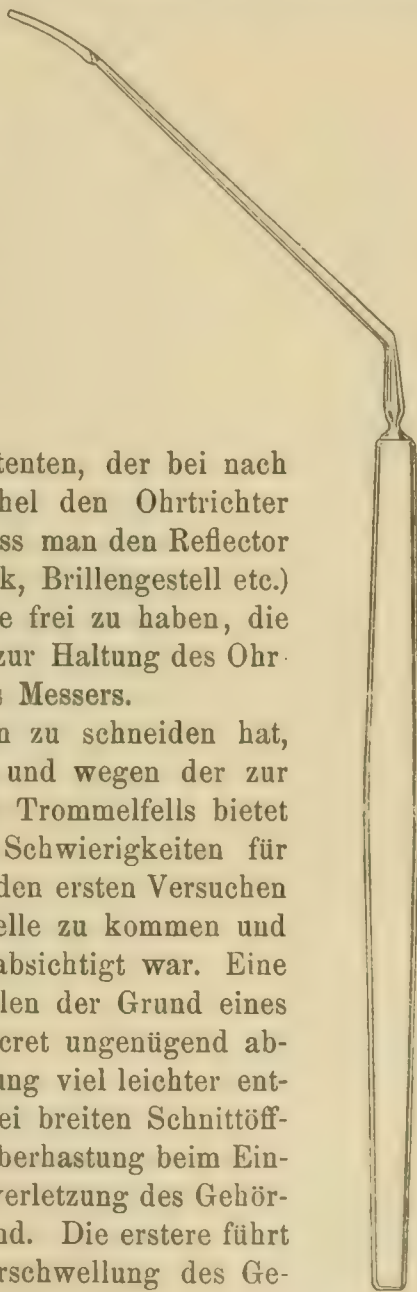 tenten, der bei nach
hel den Ohrtrichter
ss man den Reflector
k, Brillengestell etc.)
e frei zu haben, die
zur Haltung des Ohr-
s Messers.
n zu schneiden hat,
und wegen der zur
Trommelfells bietet
Schwierigkeiten für
den ersten Versuchen
elle zu kommen und
absichtigt war. Eine
len der Grund eines
cret ungenügend ab-
ung viel leichter ent-
ei breiten Schnittöff-
berhastung beim Ein-
verletzung des Gehör-
nd. Die erstere führt
rschwellung des Ge-